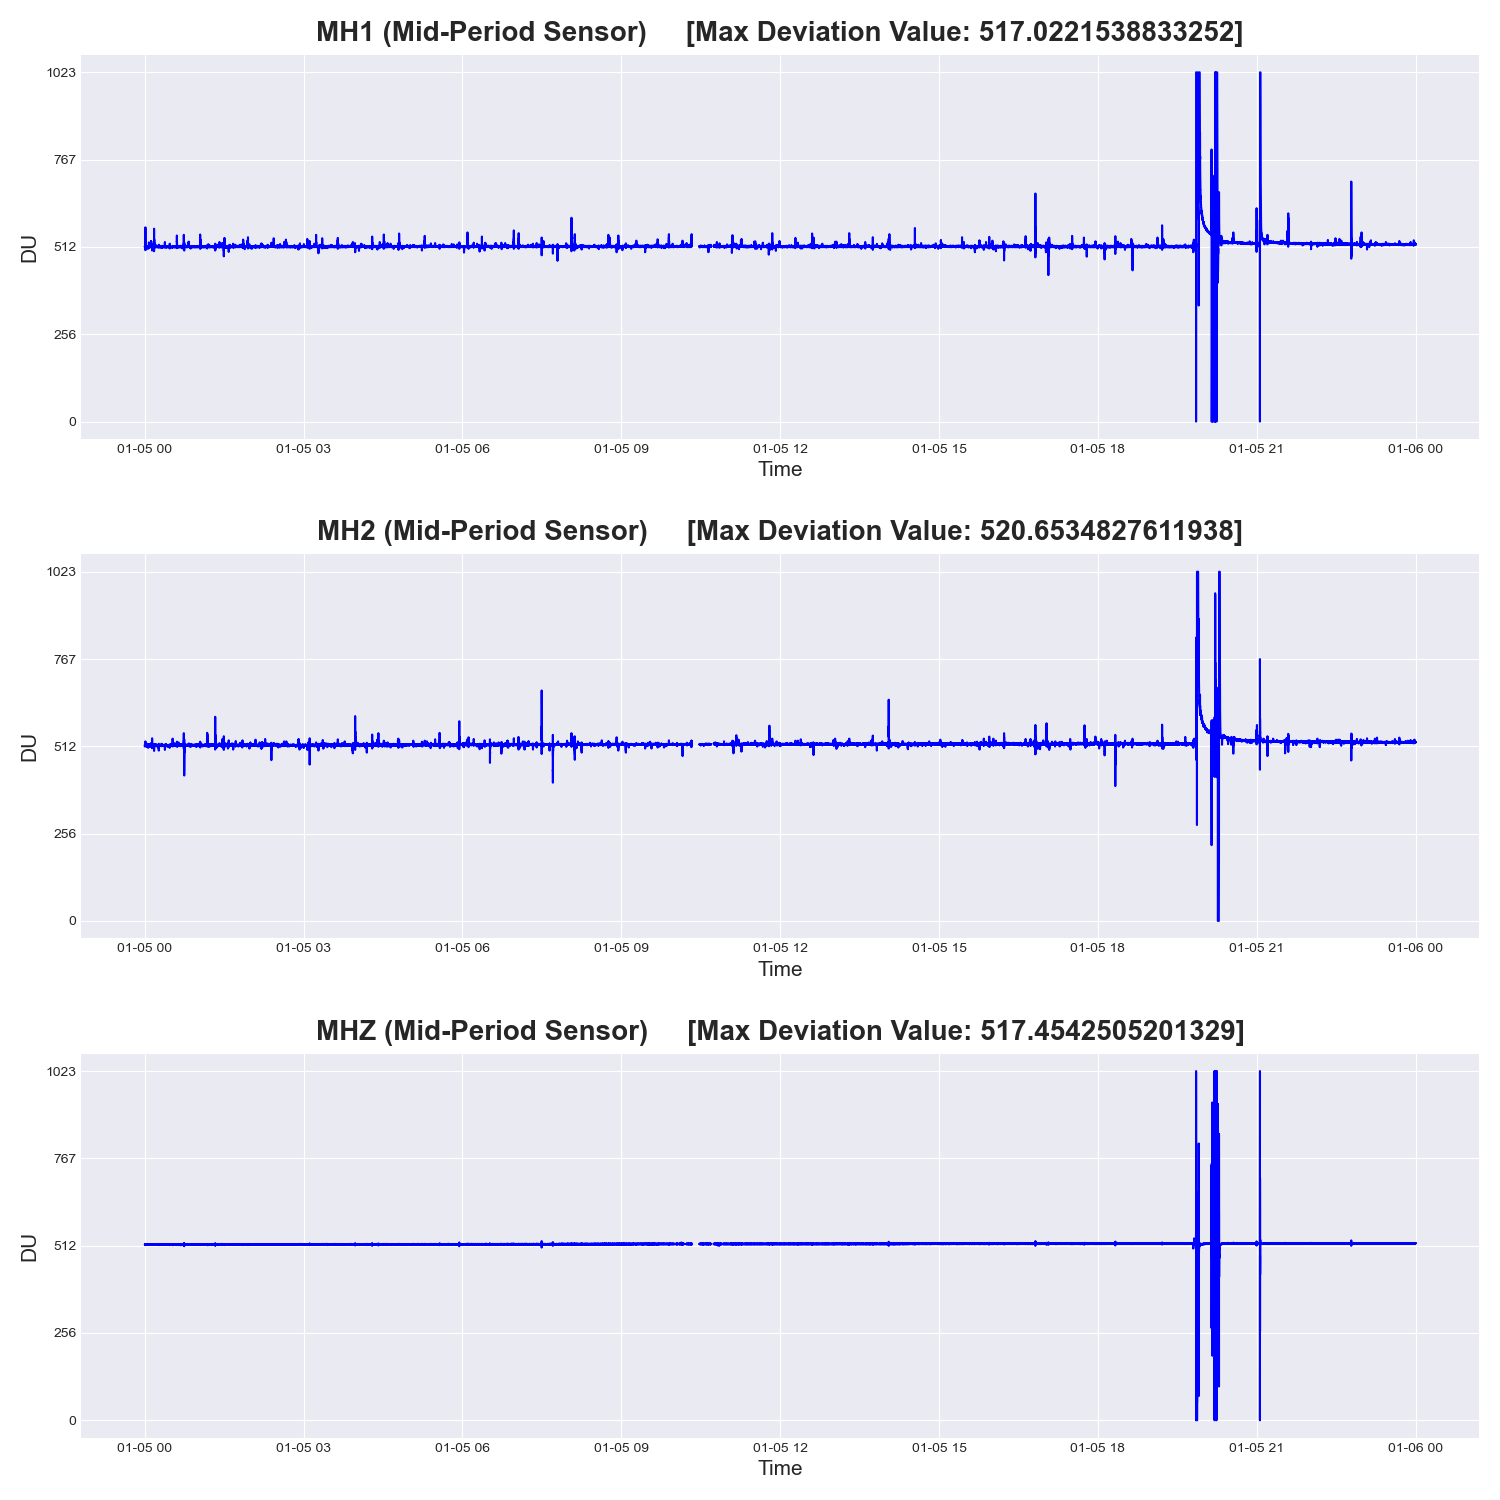 MH1 (Mid-Period Sensor) [Max Deviation Value: 517.0221538833252]
1023
767
512
256
0
DU
01-05 00 01-05 03 01-05 06 01-05 09 01-05 12 01-05 15 01-05 18 01-05 21 01-06 00
Time
MH2 (Mid-Period Sensor) [Max Deviation Value: 520.6534827611938]
1023
767
512
256
0
DU
01-05 00 01-05 03 01-05 06 01-05 09 01-05 12 01-05 15 01-05 18 01-05 21 01-06 00
Time
MHZ (Mid-Period Sensor) [Max Deviation Value: 517.4542505201329]
1023
767
512
256
0
DU
01-05 00 01-05 03 01-05 06 01-05 09 01-05 12 01-05 15 01-05 18 01-05 21 01-06 00
Time